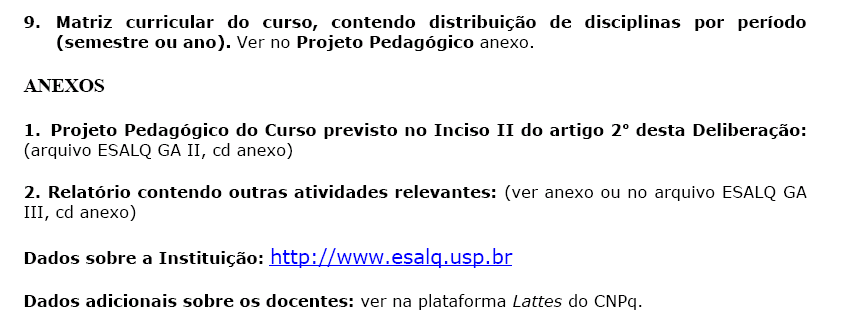 9. Matriz curricular do curso, contendo distribuição de disciplinas por período
(semestre ou ano). Ver no Projeto Pedagógico anexo.
ANEXOS
1. Projeto Pedagógico do Curso previsto no Inciso II do artigo 2° desta Deliberação:
(arquivo ESALQ GA II, cd anexo)
2. Relatório contendo outras atividades relevantes: (ver anexo ou no arquivo ESALQ GA
III, cd anexo)
Dados sobre a Instituição: http://www.esalq.usp.br
Dados adicionais sobre os docentes: ver na plataforma Lattes do CNPq.